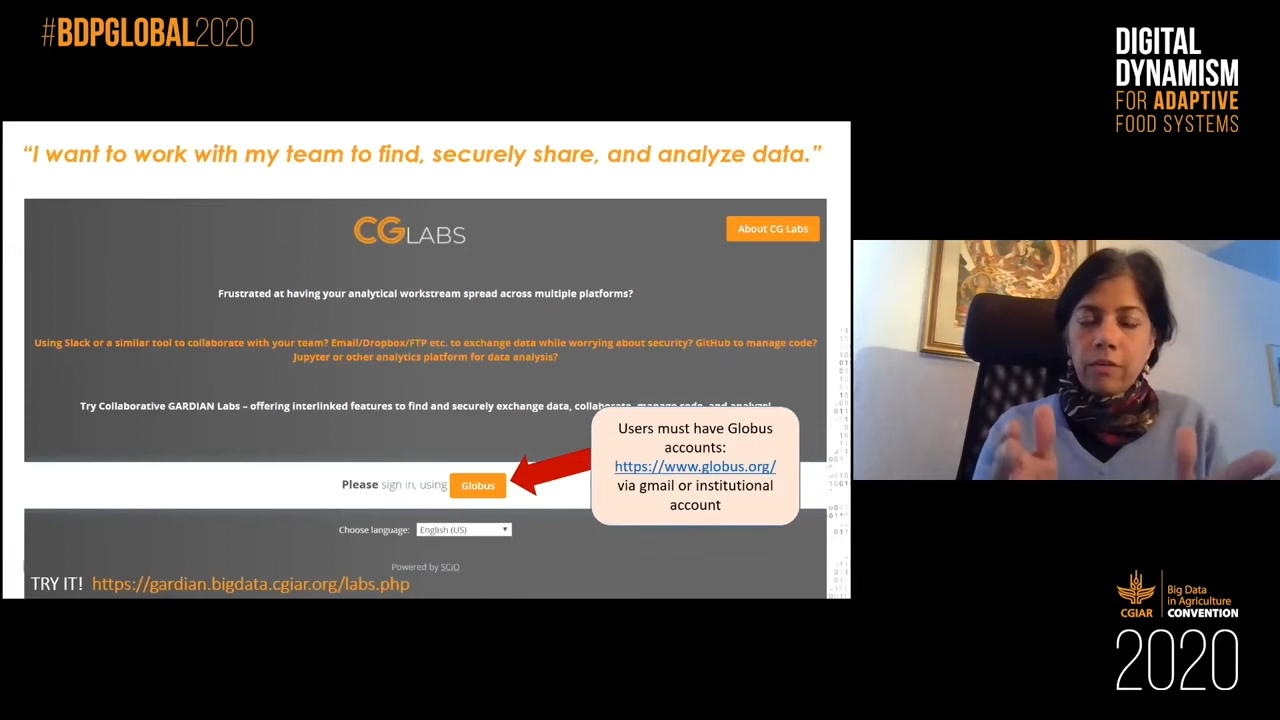 #BDPGLOBAL2020
DIGITAL
DYNAMISM
FOR ADAPTIVE
FOOD SYSTEMS
“I want to work with my team to find, securely share, and analyze data.”
CGLABS
About CG Labs
Frustrated at having your analytical workstream spread across multiple platforms?
Using Slack or a similar tool to collaborate with your team? Email/Dropbox/FTP etc. to exchange data while worrying about security? GitHub to manage code?
Jupyter or other analytics platform for data analysis?
Try Collaborative GARDIAN Labs – offering interlinked features to find and securely exchange data, collaborate, manage code, and analyze!
Users must have Globus
accounts:
https://www.globus.org/
via gmail or institutional
account
Please sign in, using Globus
Choose language: English (US)
Powered by SCiO
TRY IT! https://gardian.bigdata.cgiar.org/labs.php
CGIAR
Big Data
in Agriculture
CONVENTION
2020